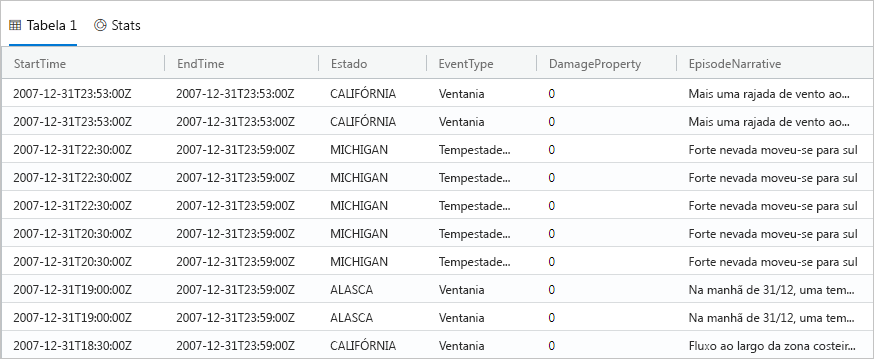 Tabela 1 Stats
StartTime EndTime Estado EventType DamageProperty EpisodeNarrative
2007-12-31T23:53:00Z 2007-12-31T23:53:00Z CALIFÓRNIA Ventania 0 Mais uma rajada de vento ao...
2007-12-31T23:53:00Z 2007-12-31T23:53:00Z CALIFÓRNIA Ventania 0 Mais uma rajada de vento ao...
2007-12-31T22:30:00Z 2007-12-31T23:59:00Z MICHIGAN Tempestade... 0 Forte nevada moveu-se para sul
2007-12-31T22:30:00Z 2007-12-31T23:59:00Z MICHIGAN Tempestade... 0 Forte nevada moveu-se para sul
2007-12-31T22:30:00Z 2007-12-31T23:59:00Z MICHIGAN Tempestade... 0 Forte nevada moveu-se para sul
2007-12-31T20:30:00Z 2007-12-31T23:59:00Z MICHIGAN Tempestade... 0 Forte nevada moveu-se para sul
2007-12-31T20:30:00Z 2007-12-31T23:59:00Z MICHIGAN Tempestade... 0 Forte nevada moveu-se para sul
2007-12-31T19:00:00Z 2007-12-31T23:59:00Z ALASCA Ventania 0 Na manhã de 31/12, uma tem...
2007-12-31T19:00:00Z 2007-12-31T23:59:00Z ALASCA Ventania 0 Na manhã de 31/12, uma tem...
2007-12-31T18:30:00Z 2007-12-31T23:59:00Z CALIFÓRNIA Ventania 0 Fluxo ao largo da zona costeir...